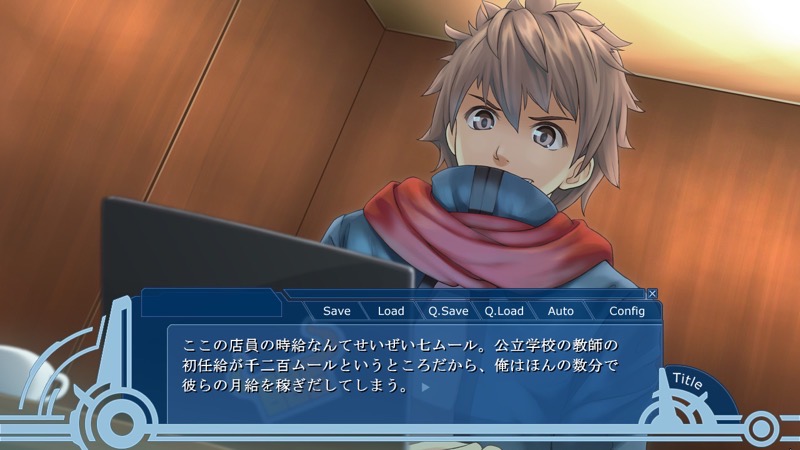 Save Load Q.Save Q.Load Auto Config
ここの店員の時給なんてせいぜい七ムール。公立学校の教師の
初任給が千二百ムールというところだから、俺はほんの数分で
彼らの月給を稼ぎだしてしまう。
Title